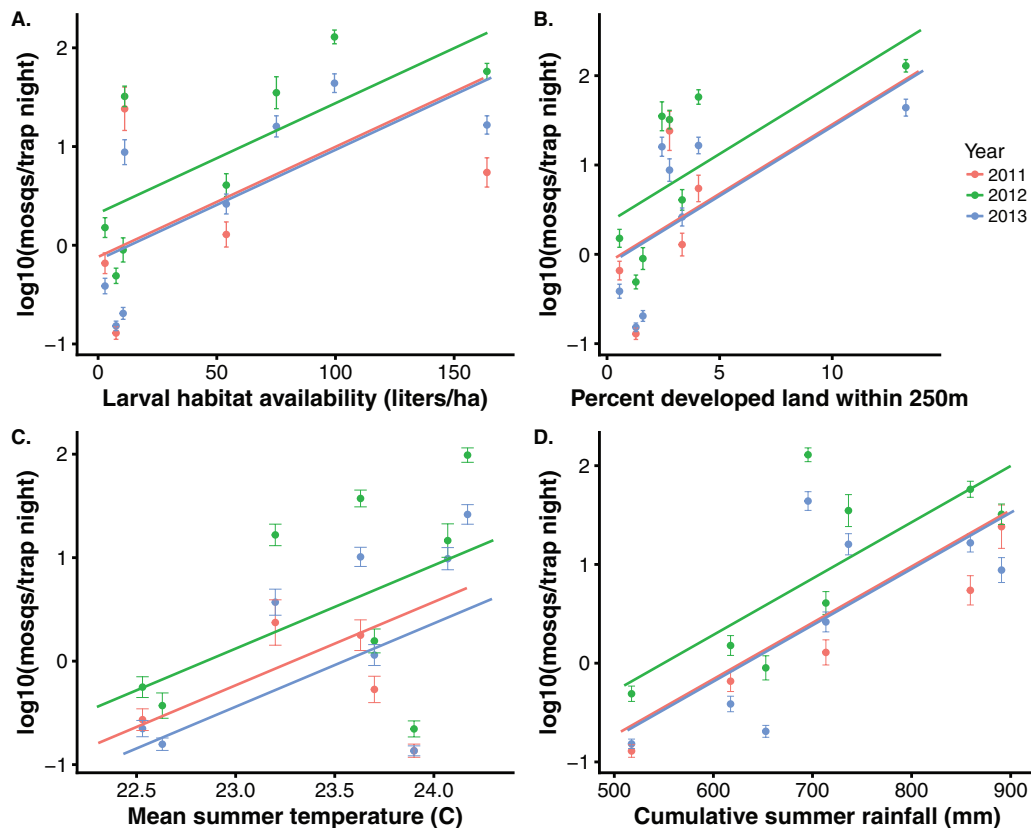 A.
log10(mosqs/trap night)
2
1
0
−1
0 50 100 150
Larval habitat availability (liters/ha)
B.
log10(mosqs/trap night)
2
1
0
−1
0 5 10
Percent developed land within 250m
Year
2011
2012
2013
C.
log10(mosqs/trap night)
2
1
0
−1
22.5 23.0 23.5 24.0
Mean summer temperature (C)
D.
log10(mosqs/trap night)
2
1
0
−1
500 600 700 800 900
Cumulative summer rainfall (mm)